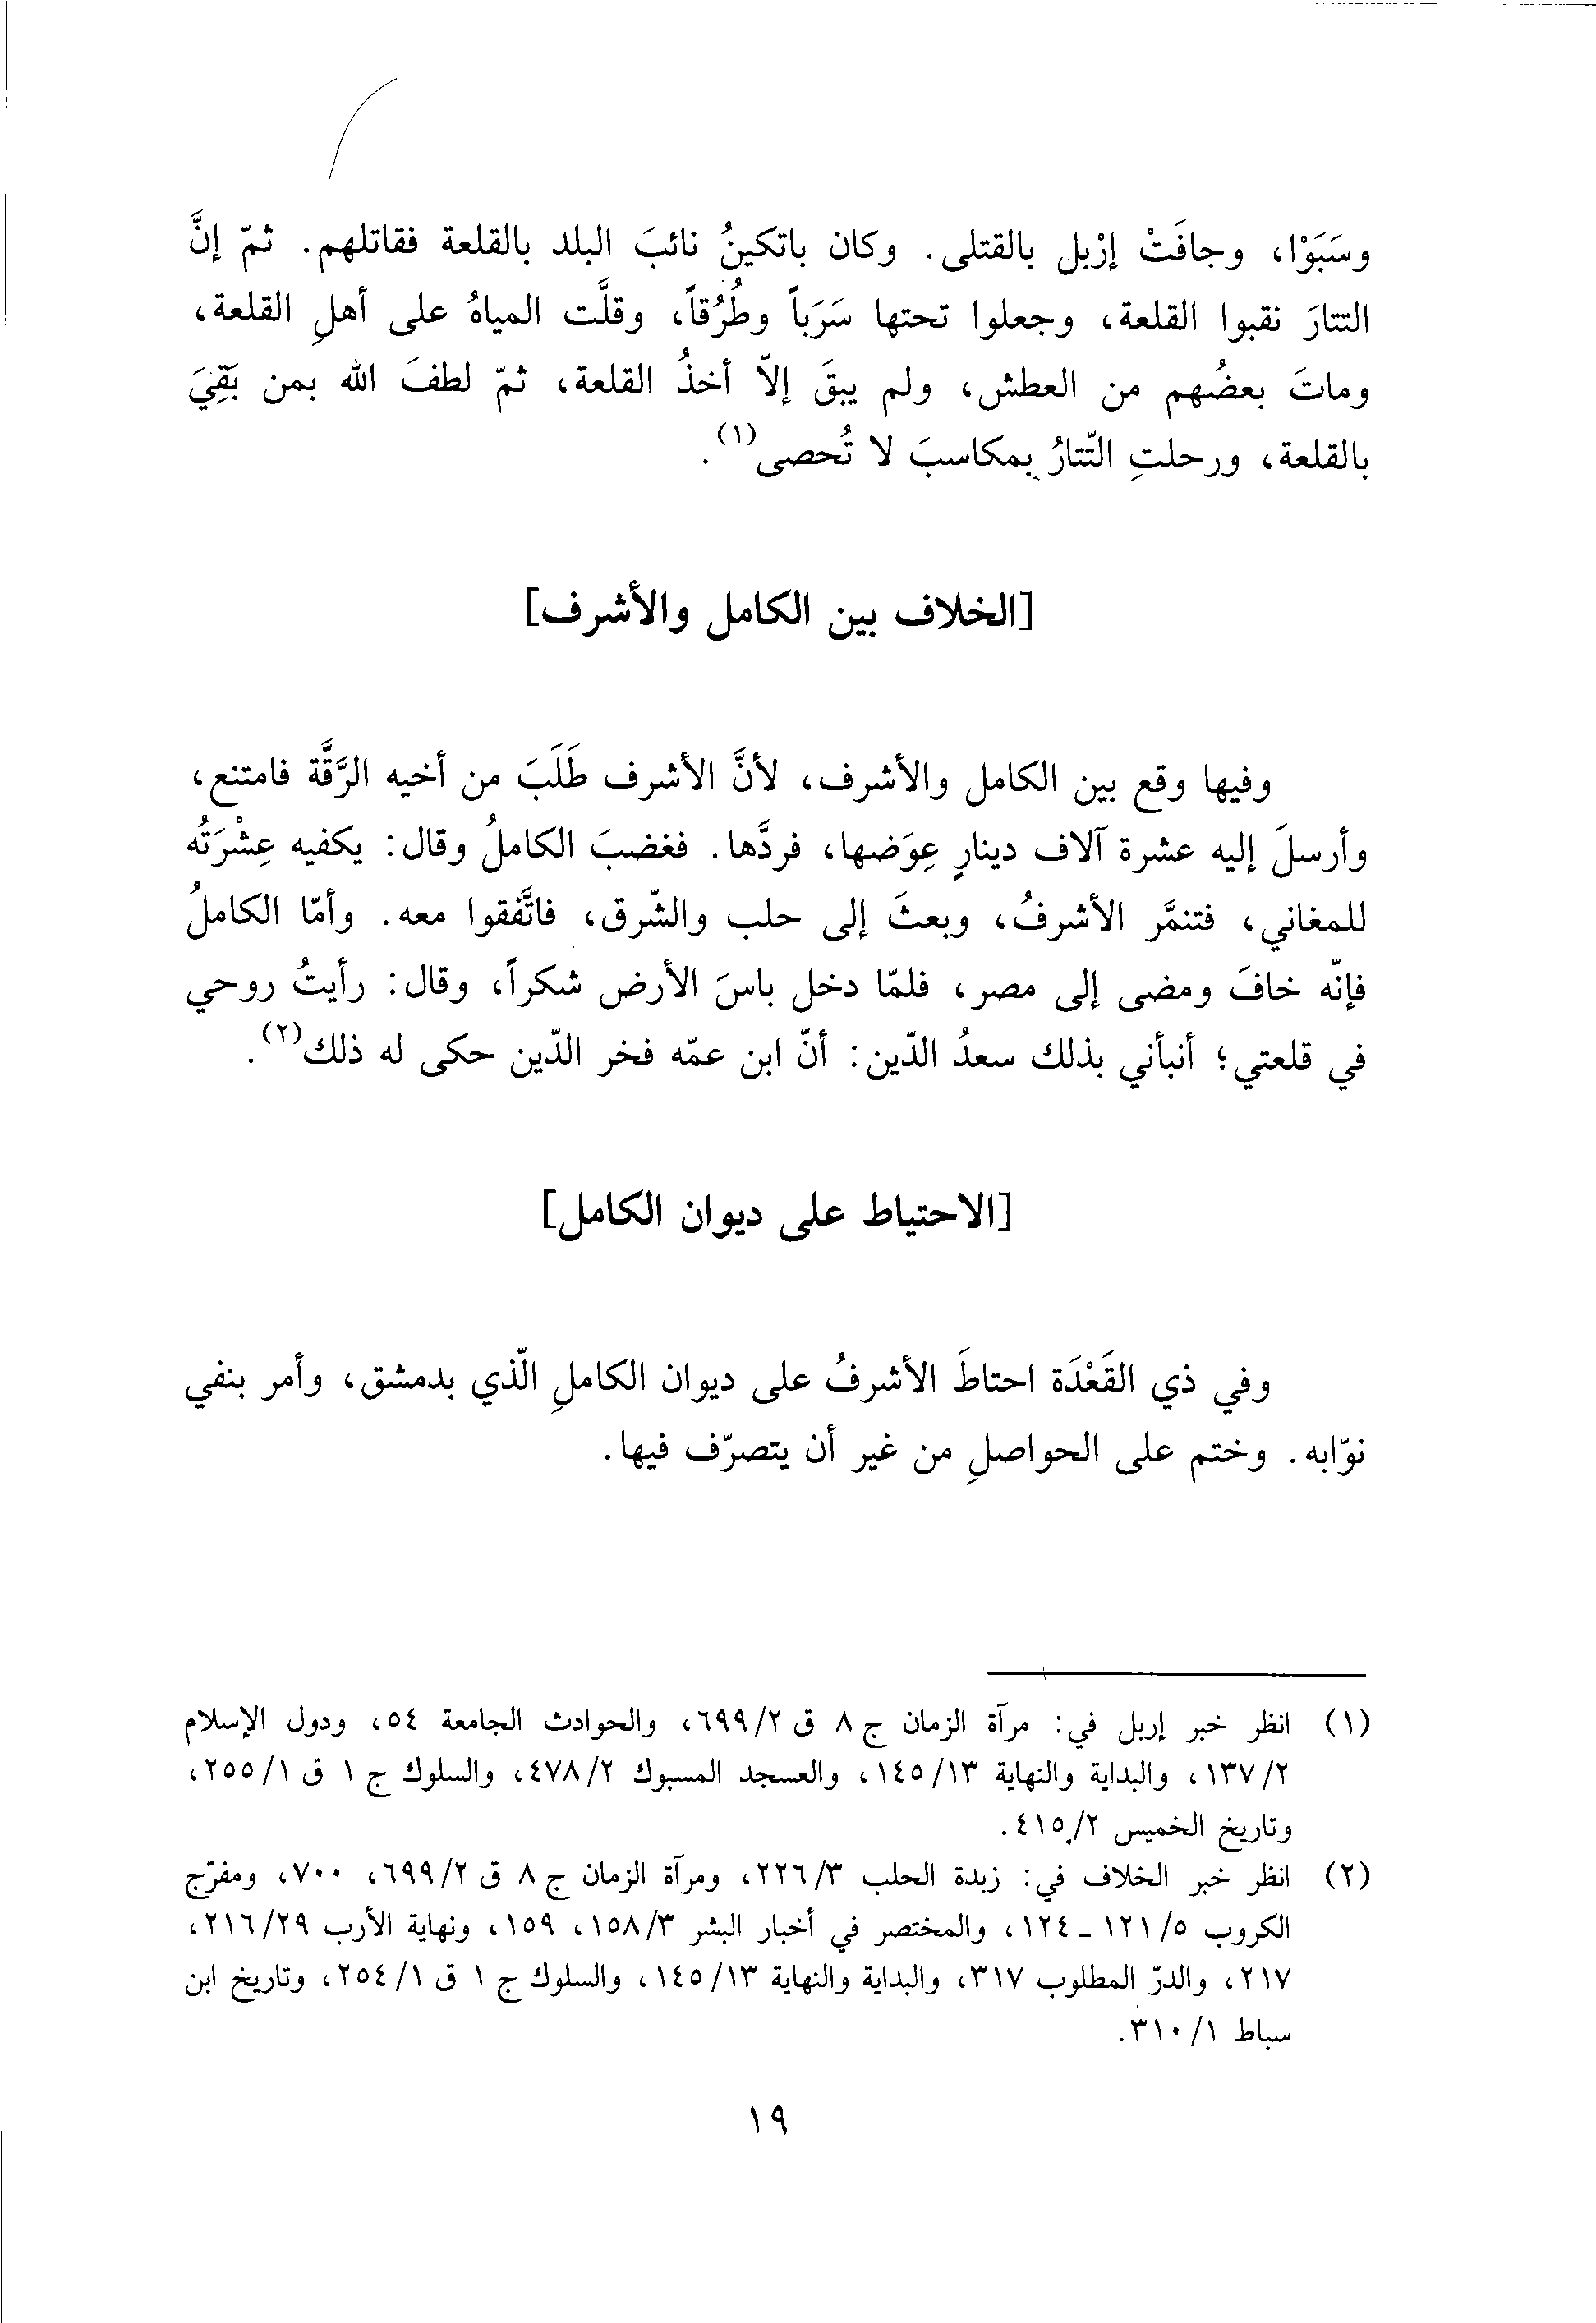 وسَبَوْا، وجافَتْ إرْبل بالقتلى. وكان باتكينُ نائبَ البلد بالقلعة فقاتلهم. ثمّ إنَّ
التتارَ نقبوا القلعة، وجعلوا تحتها سَرَباً وطُرُقاً، وقلَّت المياهُ على أهلِ القلعة،
وماتَ بعضُهم من العطش، ولم يبقَ إلاّ أخذُ القلعة، ثمّ لطفَ الله بمن بَقِيَ
بالقلعة، ورحلتِ التّتارُ بمكاسبَ لا تُحصى(١).
[الخلاف بين الكامل والأشرف]
وفيها وقع بين الكامل والأشرف، لأنَّ الأشرف طَلَبَ من أخيه الرَّقَّة فامتنع،
وأرسلَ إليه عشرة آلاف دينارٍ عِوَضها، فردَّها. فغضبَ الكاملُ وقال: يكفيه عِشْرَتُه
للمغاني، فتنمَّر الأشرفُ، وبعثَ إلى حلب والشّرق، فاتَّفقوا معه. وأمّا الكاملُ
فإنّه خافَ ومضى إلى مصر، فلمّا دخل باسَ الأرض شكراً، وقال: رأيتُ روحي
في قلعتي؛ أنبأني بذلك سعدُ الدّين: أنّ ابن عمّه فخر الدّين حكى له ذلك(٢).
[الاحتياط على ديوان الكامل]
وفي ذي القَعْدَة احتاطَ الأشرفُ على ديوان الكاملِ الّذي بدمشق، وأمر بنفي
نوّابه. وختم على الحواصلِ من غير أن يتصرّف فيها.
(١) انظر خبر إربل في: مرآة الزمان ج ٨ ق ٢/٦٩٩، والحوادث الجامعة ٥٤، ودول الإسلام
٢/١٣٧، والبداية والنهاية ١٣/١٤٥، والعسجد المسبوك ٢/٤٧٨، والسلوك ج ١ ق ١/٢٥٥،
وتاريخ الخميس ٢/٤١٥.
(٢) انظر خبر الخلاف في: زبدة الحلب ٣/٢٢٦، ومرآة الزمان ج ٨ ق ٢/٦٩٩، ٧٠٠، ومفرّج
الكروب ٥/١٢١ - ١٢٤، والمختصر في أخبار البشر ٣/١٥٨، ١٥٩، ونهاية الأرب ٢٩/٢١٦،
٢١٧، والدرّ المطلوب ٣١٧، والبداية والنهاية ١٣/١٤٥، والسلوك ج ١ ق ١/٢٥٤، وتاريخ ابن
سباط ١/٣١٠.
١٩